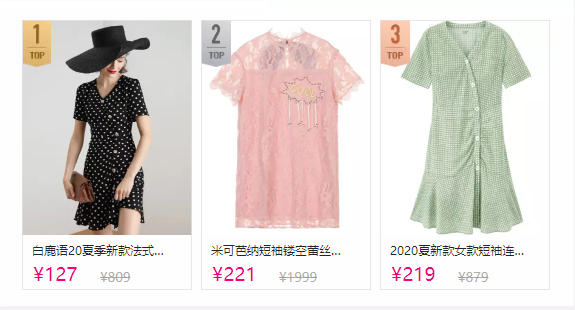 1
TOP
2
TOP
3
TOP
白鹿语20夏季新款法式...
¥127 ¥809
米可芭纳短袖镂空蕾丝...
¥221 ¥1999
2020夏新款女款短袖连...
¥219 ¥879